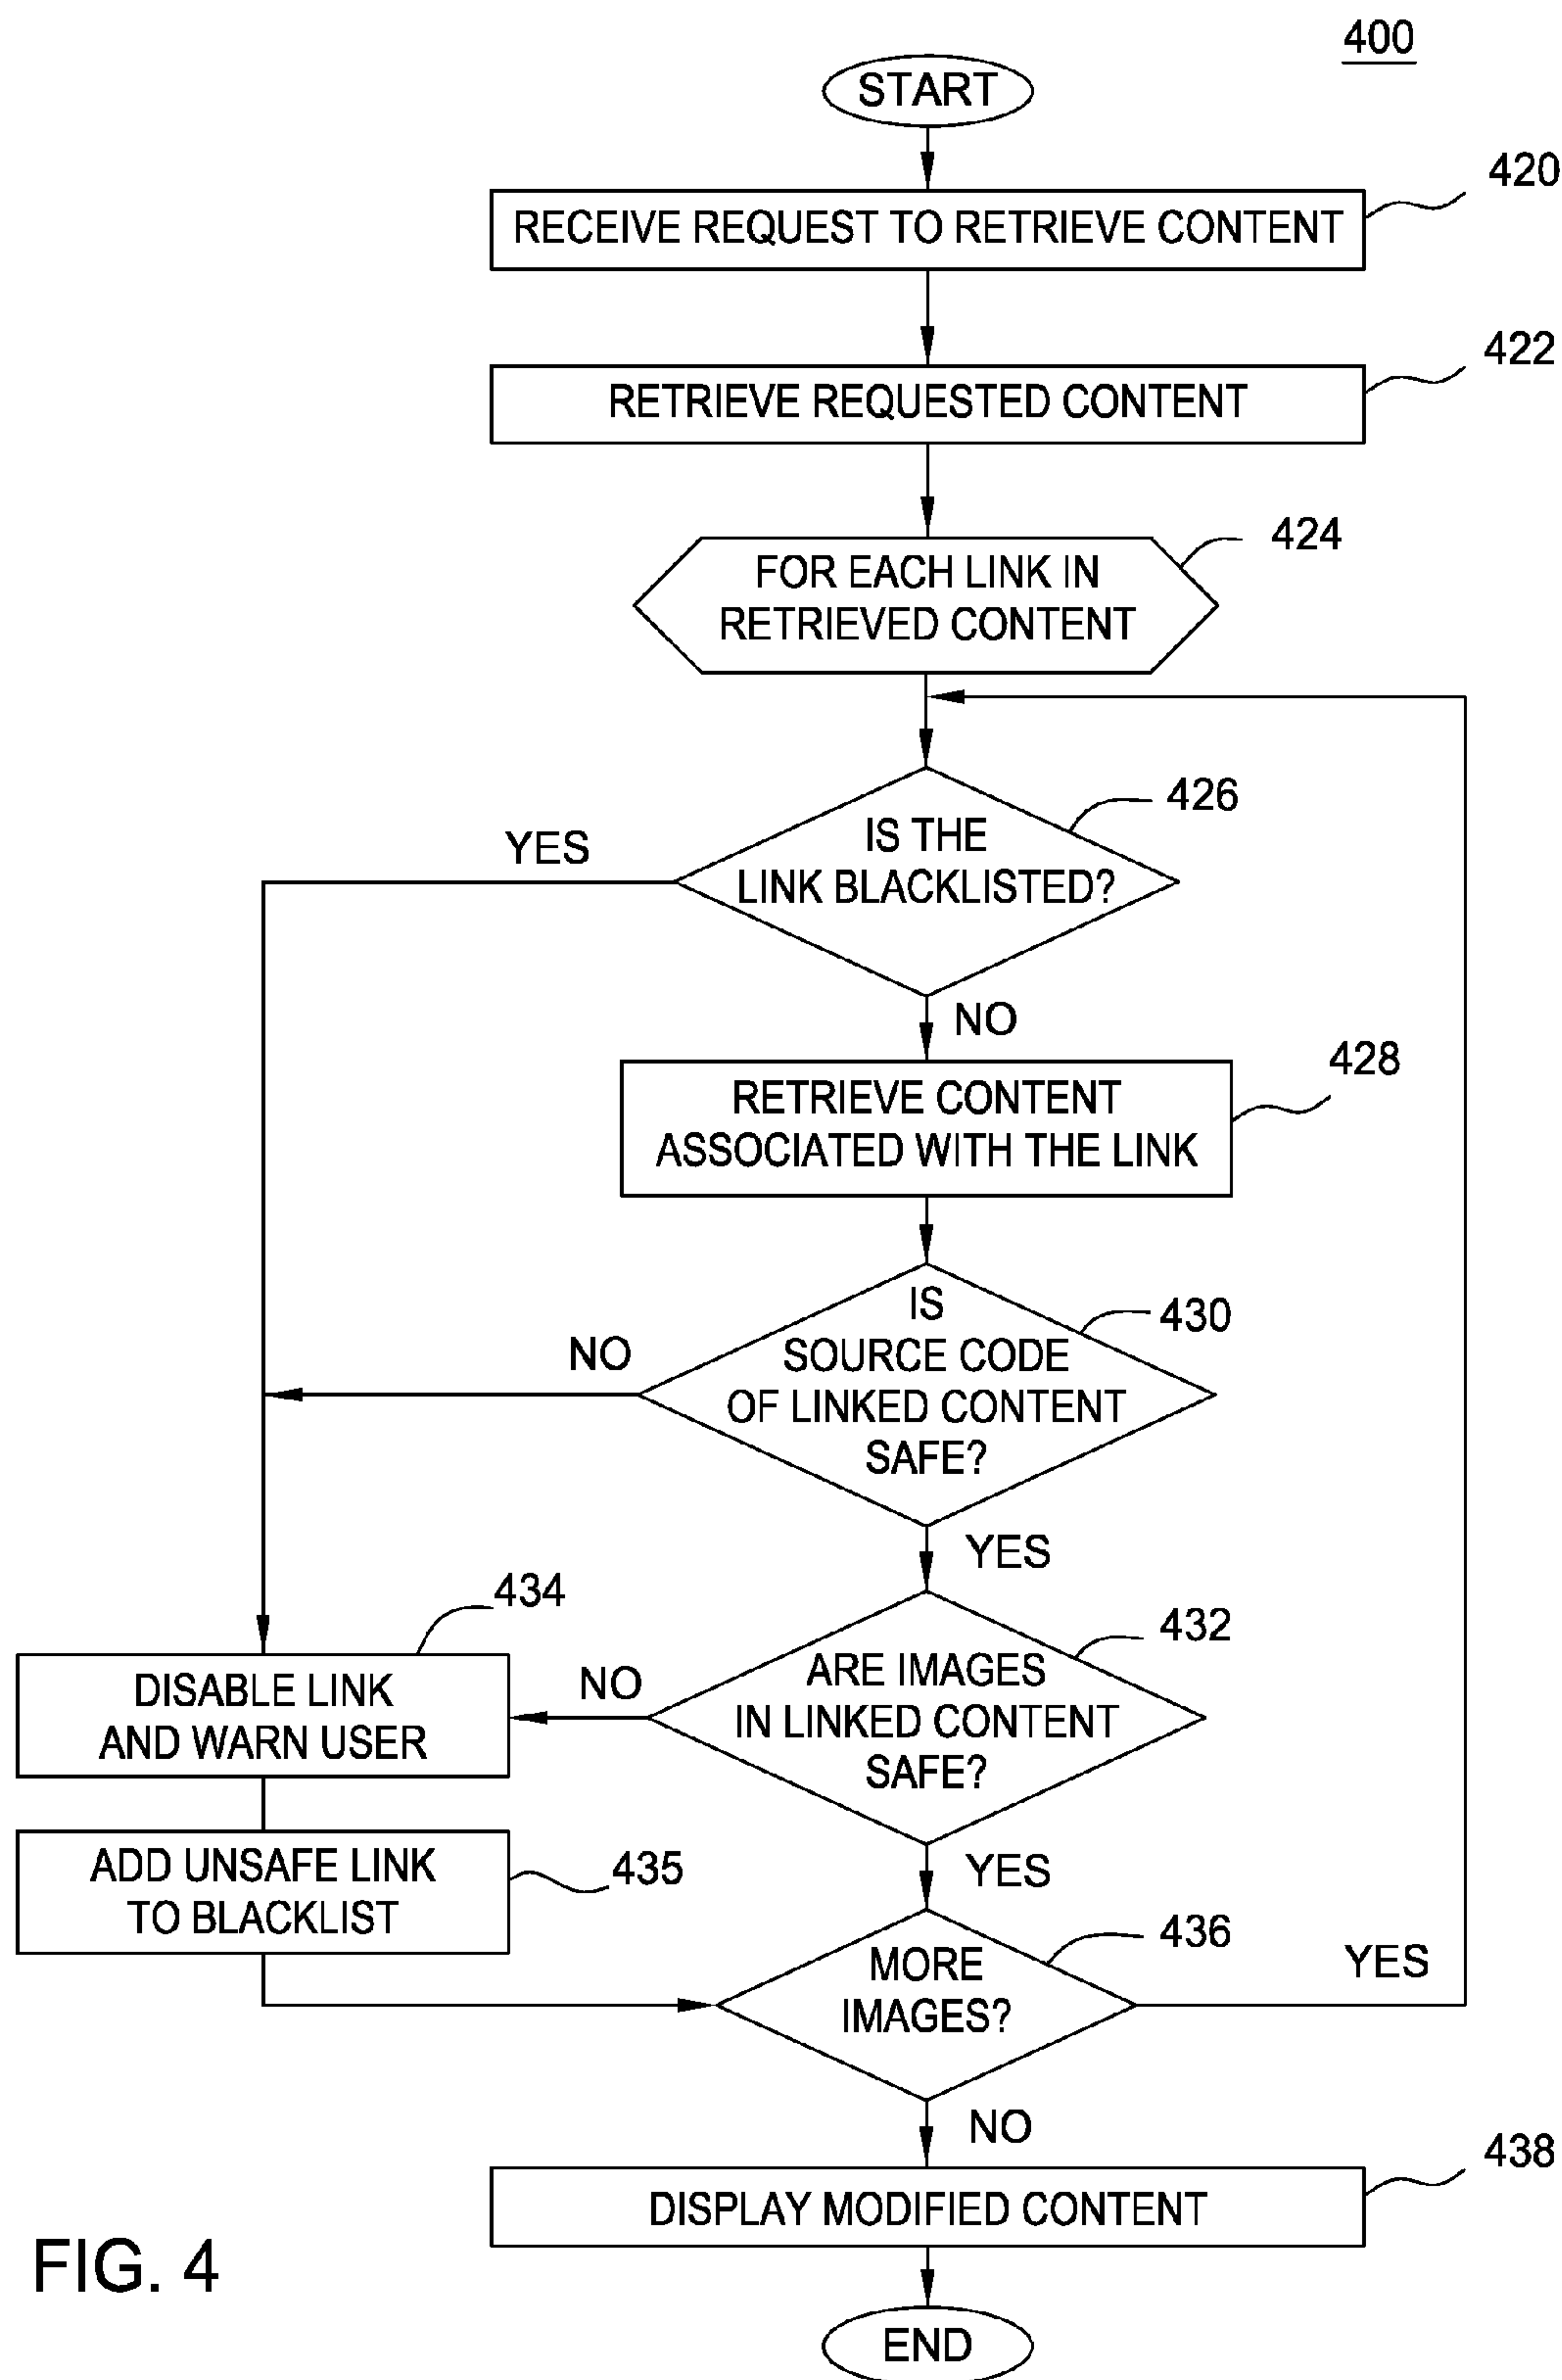 400
START
420
RECEIVE REQUEST TO RETRIEVE CONTENT
422
RETRIEVE REQUESTED CONTENT
424
FOR EACH LINK IN
RETRIEVED CONTENT
426
IS THE
LINK BLACKLISTED?
YES
NO
428
RETRIEVE CONTENT
ASSOCIATED WITH THE LINK
430
IS
SOURCE CODE
OF LINKED CONTENT
SAFE?
NO
YES
432
ARE IMAGES
IN LINKED CONTENT
SAFE?
NO
434
DISABLE LINK
AND WARN USER
YES
435
ADD UNSAFE LINK
TO BLACKLIST
436
MORE
IMAGES?
YES
NO
438
DISPLAY MODIFIED CONTENT
END
FIG. 4